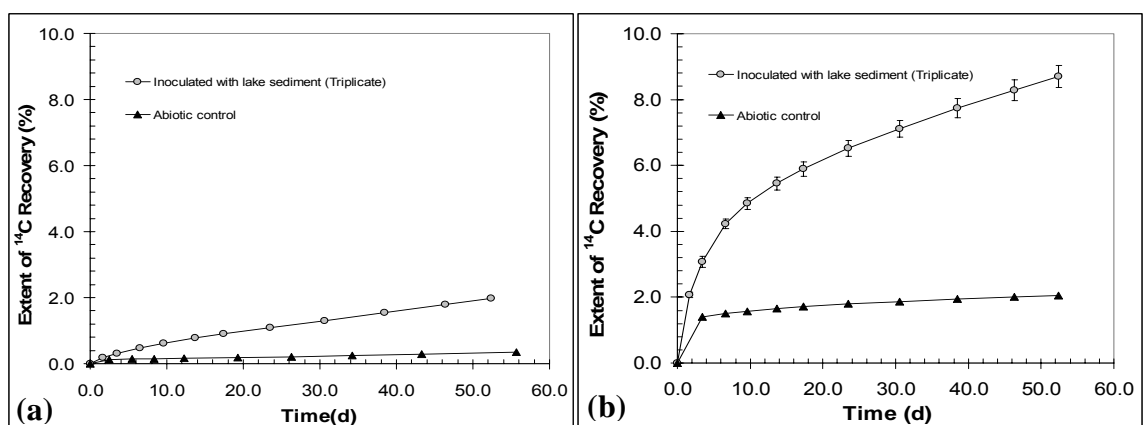 10.0
8.0
6.0
4.0
2.0
0.0
Extent of ¹⁴C Recovery (%)
Inoculated with lake sediment (Triplicate)
Abiotic control
0.0 10.0 20.0 30.0 40.0 50.0 60.0
Time(d)
(a)
10.0
8.0
6.0
4.0
2.0
0.0
Extent of ¹⁴C Recovery (%)
Inoculated with lake sediment (Triplicate)
Abiotic control
0.0 10.0 20.0 30.0 40.0 50.0 60.0
Time (d)
(b)